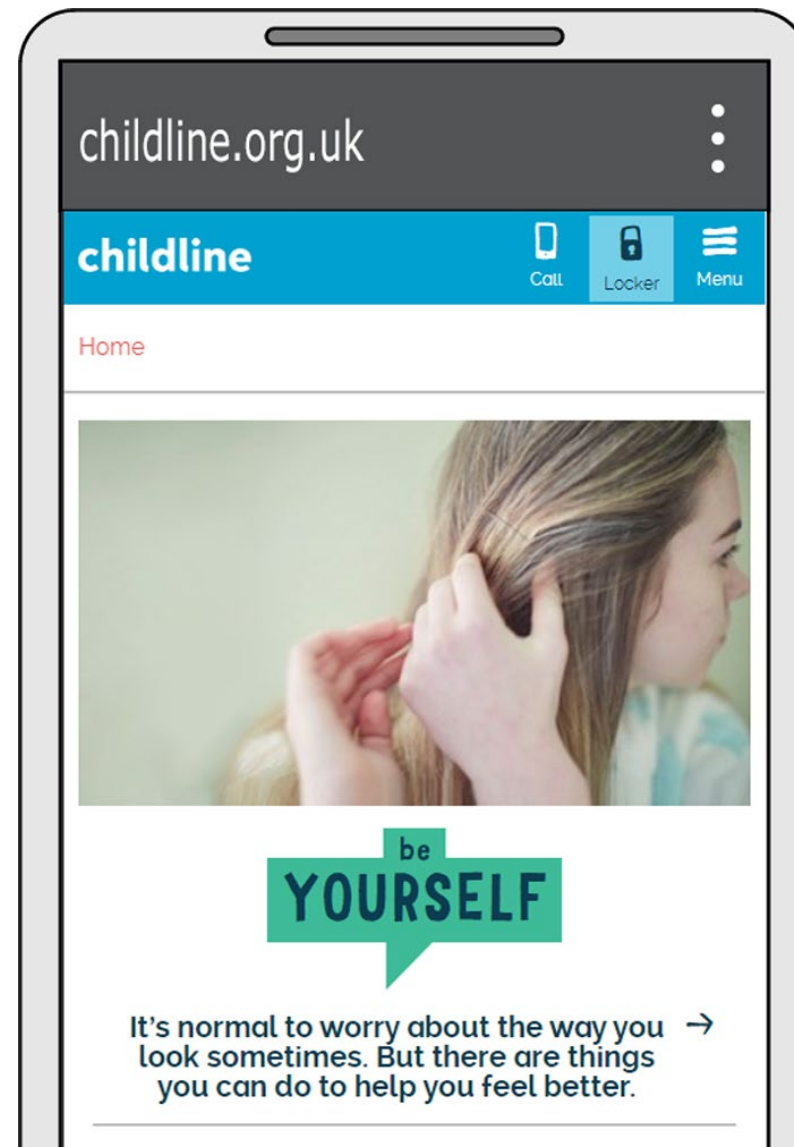 childline.org.uk
childline
Call
Locker
Menu
Home
be
YOURSELF
It's normal to worry about the way you →
look sometimes. But there are things
you can do to help you feel better.